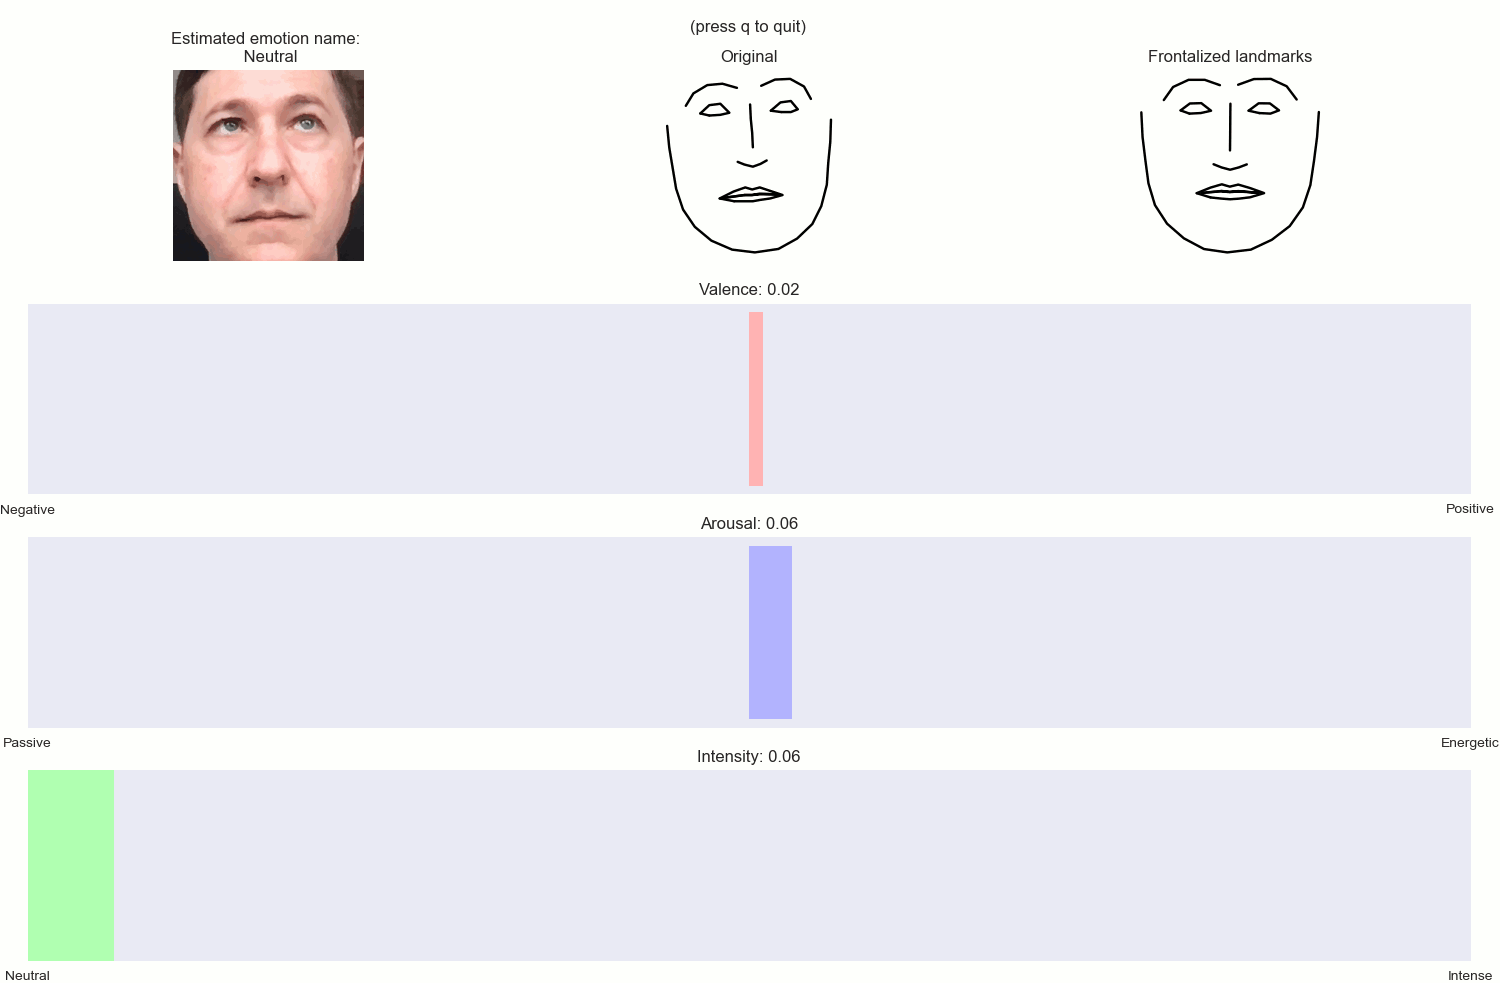 (press q to quit)
Estimated emotion name:
Neutral
Original
Frontalized landmarks
Valence: 0.02
Negative
Positive
Arousal: 0.06
Passive
Energetic
Intensity: 0.06
Neutral
Intense